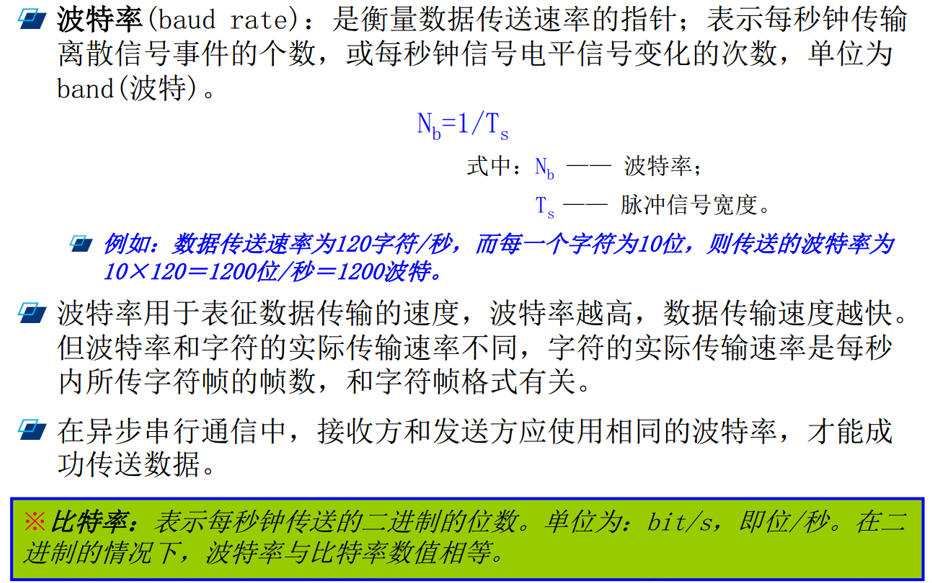 波特率(baud rate)：是衡量数据传送速率的指针；表示每秒钟传输
离散信号事件的个数，或每秒钟信号电平信号变化的次数，单位为
band(波特)。
Nb=1/Ts
式中：Nb —— 波特率；
Ts —— 脉冲信号宽度。
例如：数据传送速率为120字符/秒，而每一个字符为10位，则传送的波特率为
10×120＝1200位/秒＝1200波特。
波特率用于表征数据传输的速度，波特率越高，数据传输速度越快。
但波特率和字符的实际传输速率不同，字符的实际传输速率是每秒
内所传字符帧的帧数，和字符帧格式有关。
在异步串行通信中，接收方和发送方应使用相同的波特率，才能成
功传送数据。
※比特率：表示每秒钟传送的二进制的位数。单位为：bit/s，即位/秒。在二
进制的情况下，波特率与比特率数值相等。